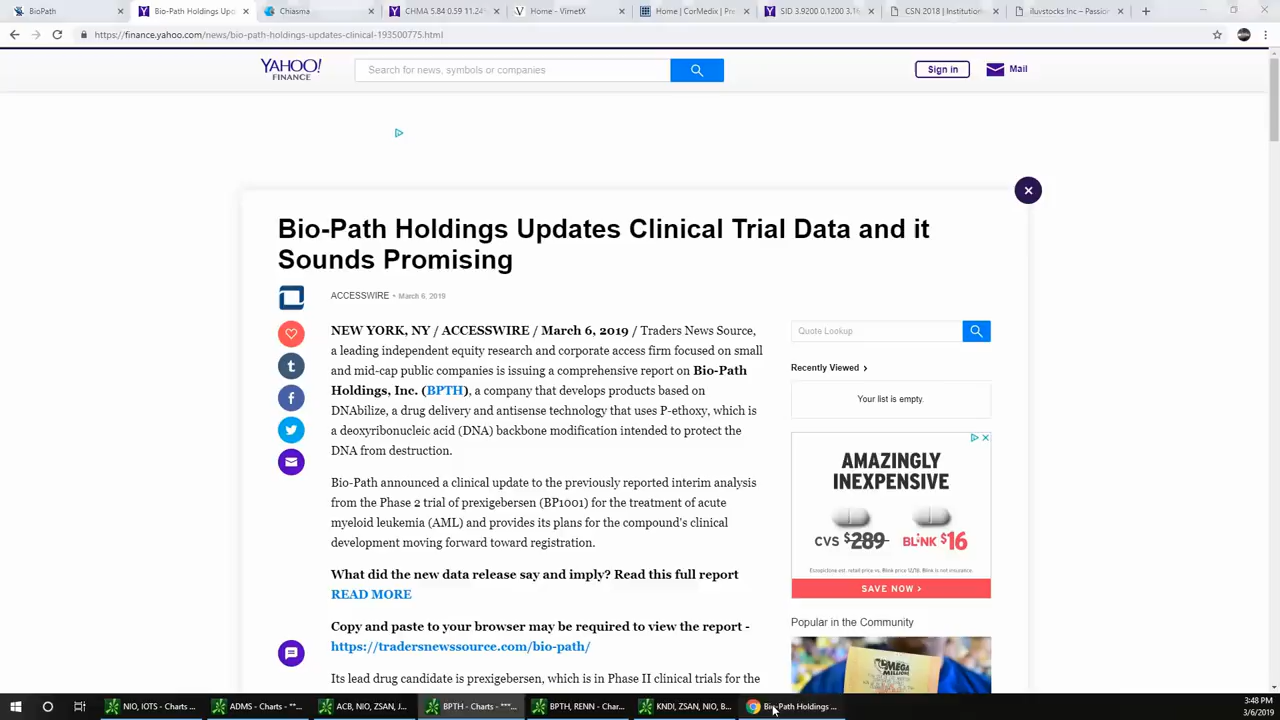 BioPath
Bio-Path Holdings Up
Chiasma
CHMA 5.84 0.59 11.24
Home - VirnetX
Home | CorMedix | Pre
SID 3.9200 0.1200 3.1
CSN 2018 | Institution
iluvstocks Inc – Passion
https://finance.yahoo.com/news/bio-path-holdings-updates-clinical-193500775.html
YAHOO!
FINANCE
Search for news, symbols or companies
Sign in
Mail
Bio-Path Holdings Updates Clinical Trial Data and it
Sounds Promising
ACCESSWIRE • March 6, 2019
NEW YORK, NY / ACCESSWIRE / March 6, 2019 / Traders News Source,
a leading independent equity research and corporate access firm focused on small
and mid-cap public companies is issuing a comprehensive report on Bio-Path
Holdings, Inc. (BPTH), a company that develops products based on
DNAbilize, a drug delivery and antisense technology that uses P-ethoxy, which is
a deoxyribonucleic acid (DNA) backbone modification intended to protect the
DNA from destruction.
Bio-Path announced a clinical update to the previously reported interim analysis
from the Phase 2 trial of prexigebersen (BP1001) for the treatment of acute
myeloid leukemia (AML) and provides its plans for the compound's clinical
development moving forward toward registration.
What did the new data release say and imply? Read this full report
READ MORE
Copy and paste to your browser may be required to view the report -
https://tradersnewssource.com/bio-path/
Its lead drug candidate is prexigebersen, which is in Phase II clinical trials for the
Quote Lookup
Recently Viewed
Your list is empty.
AMAZINGLY
INEXPENSIVE
CVS $289 BLINK $16
SAVE NOW >
Popular in the Community
MEGA
MILLIONS
NIO, IOTS - Charts ...
ADMS - Charts - "*...
ACB, NIO, ZSAN, J...
BPTH - Charts - "**...
BPTH, RENN - Char...
KNDI, ZSAN, NIO, B...
Bio-Path Holdings ...
3:48 PM
3/6/2019